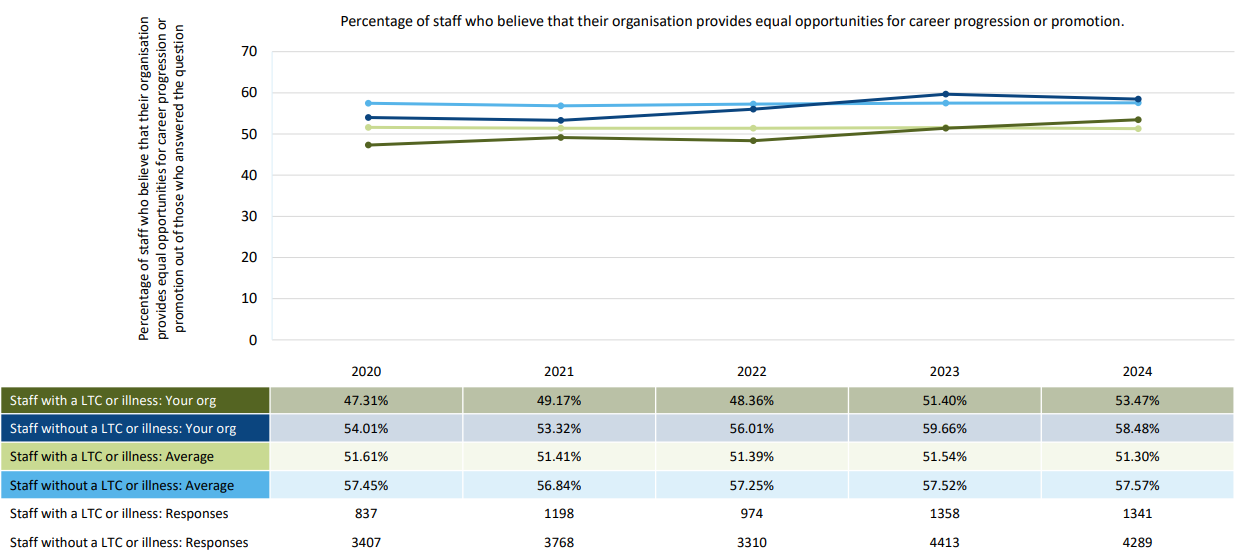 Percentage of staff who believe that their organisation provides equal opportunities for career progression or promotion.
Percentage of staff who believe that their organisation
provides equal opportunities for career progression or
promotion out of those who answered the question
70
60
50
40
30
20
10
0
2020 2021 2022 2023 2024
Staff with a LTC or illness: Your org 47.31% 49.17% 48.36% 51.40% 53.47%
Staff without a LTC or illness: Your org 54.01% 53.32% 56.01% 59.66% 58.48%
Staff with a LTC or illness: Average 51.61% 51.41% 51.39% 51.54% 51.30%
Staff without a LTC or illness: Average 57.45% 56.84% 57.25% 57.52% 57.57%
Staff with a LTC or illness: Responses 837 1198 974 1358 1341
Staff without a LTC or illness: Responses 3407 3768 3310 4413 4289